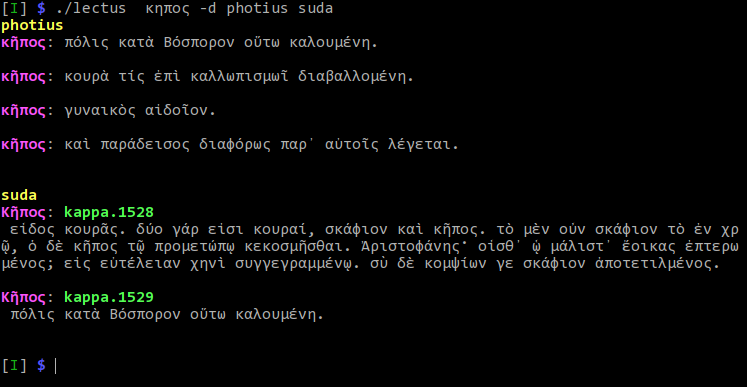 [I] $ ./lectus  κηπος -d photius suda
photius
κῆπος: πόλις κατὰ Βόσπορον οὕτω καλουμένη.
κῆπος: κουρὰ τίς ἐπὶ καλλωπισμωῖ διαβαλλομένη.
κῆπος: γυναικὸς αἰδοῖον.
κῆπος: καὶ παράδεισος διαφόρως παρ᾽ αὐτοῖς λέγεται.
suda
Κῆπος: kappa.1528
εἶδος κουρᾶς. δύο γάρ εἰσι κουραί, σκάφιον καὶ κῆπος. τὸ μὲν οὖν σκάφιον τὸ ἐν χρ
ῷ, ὁ δὲ κῆπος τῷ προμετώπῳ κεκοσμῆσθαι. Ἀριστοφάνης· οἶσθ᾽ ᾧ μάλιστ᾽ ἔοικας ἐπτερω
μένος; εἰς εὐτέλειαν χηνὶ συγγεγραμμένῳ. σὺ δὲ κομψίων γε σκάφιον ἀποτετιλμένος.
Κῆπος: kappa.1529
πόλις κατὰ Βόσπορον οὕτω καλουμένη.
[I] $